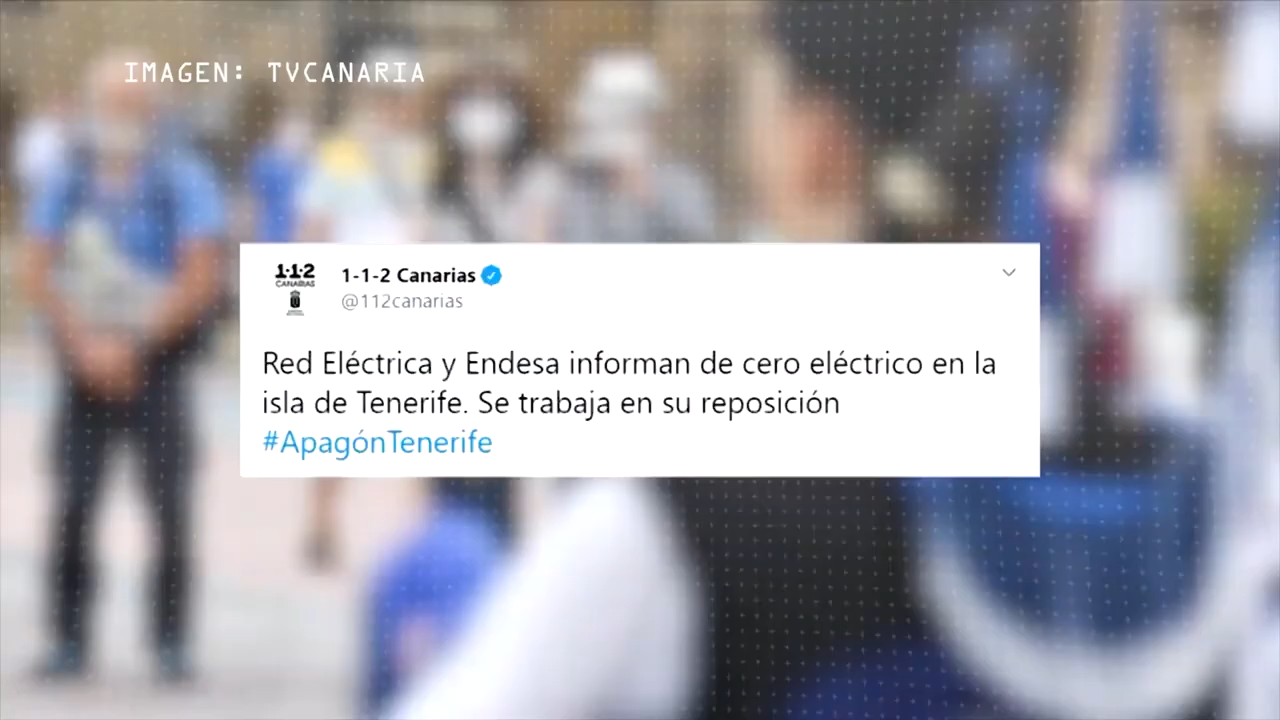 IMAGEN: TVCANARIA
1·1·2
CANARIAS
1-1-2 Canarias
@112canarias
Red Eléctrica y Endesa informan de cero eléctrico en la
isla de Tenerife. Se trabaja en su reposición
#ApagónTenerife